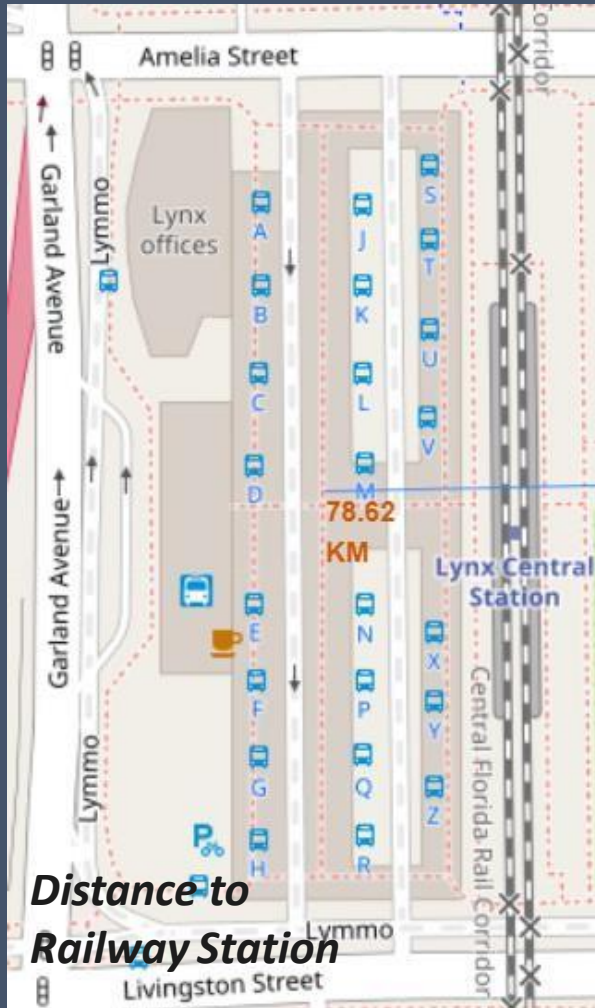 Corridor
Amelia Street
Garland Avenue
Lymmo
Lynx
offices
A
J
S
B
K
T
C
L
U
D
M
V
78.62
KM
Garland Avenue
Lynx Central
Station
E
N
X
F
P
Y
G
Q
Z
H
R
P
Central Florida Rail Corridor
Lymmo
Distance to
Railway Station
Lymmo
Livingston Street